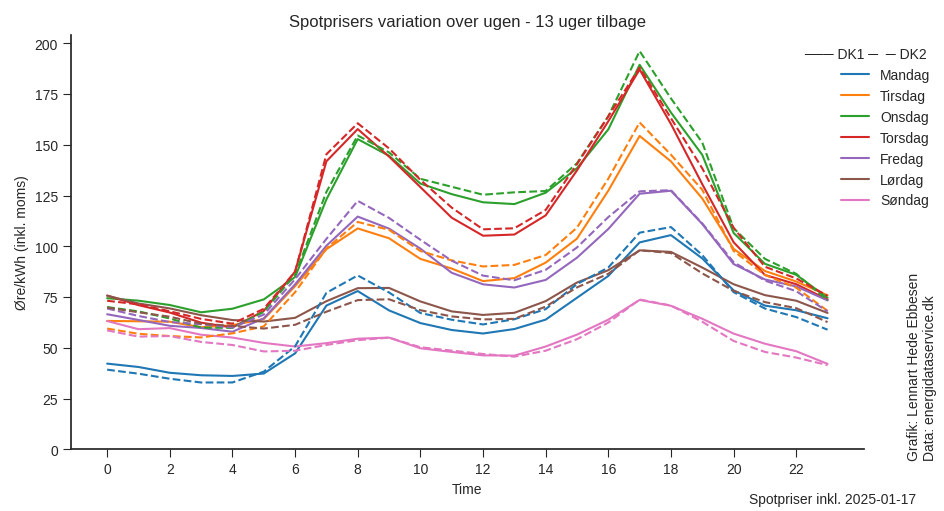 Spotprisers variation over ugen - 13 uger tilbage
DK1 DK2
Mandag
Tirsdag
Onsdag
Torsdag
Fredag
Lørdag
Søndag
Øre/kWh (inkl. moms)
200
175
150
125
100
75
50
25
0
0 2 4 6 8 10 12 14 16 18 20 22
Time
Grafik: Lennart Hede Ebbesen
Data: energidataservice.dk
Spotpriser inkl. 2025-01-17